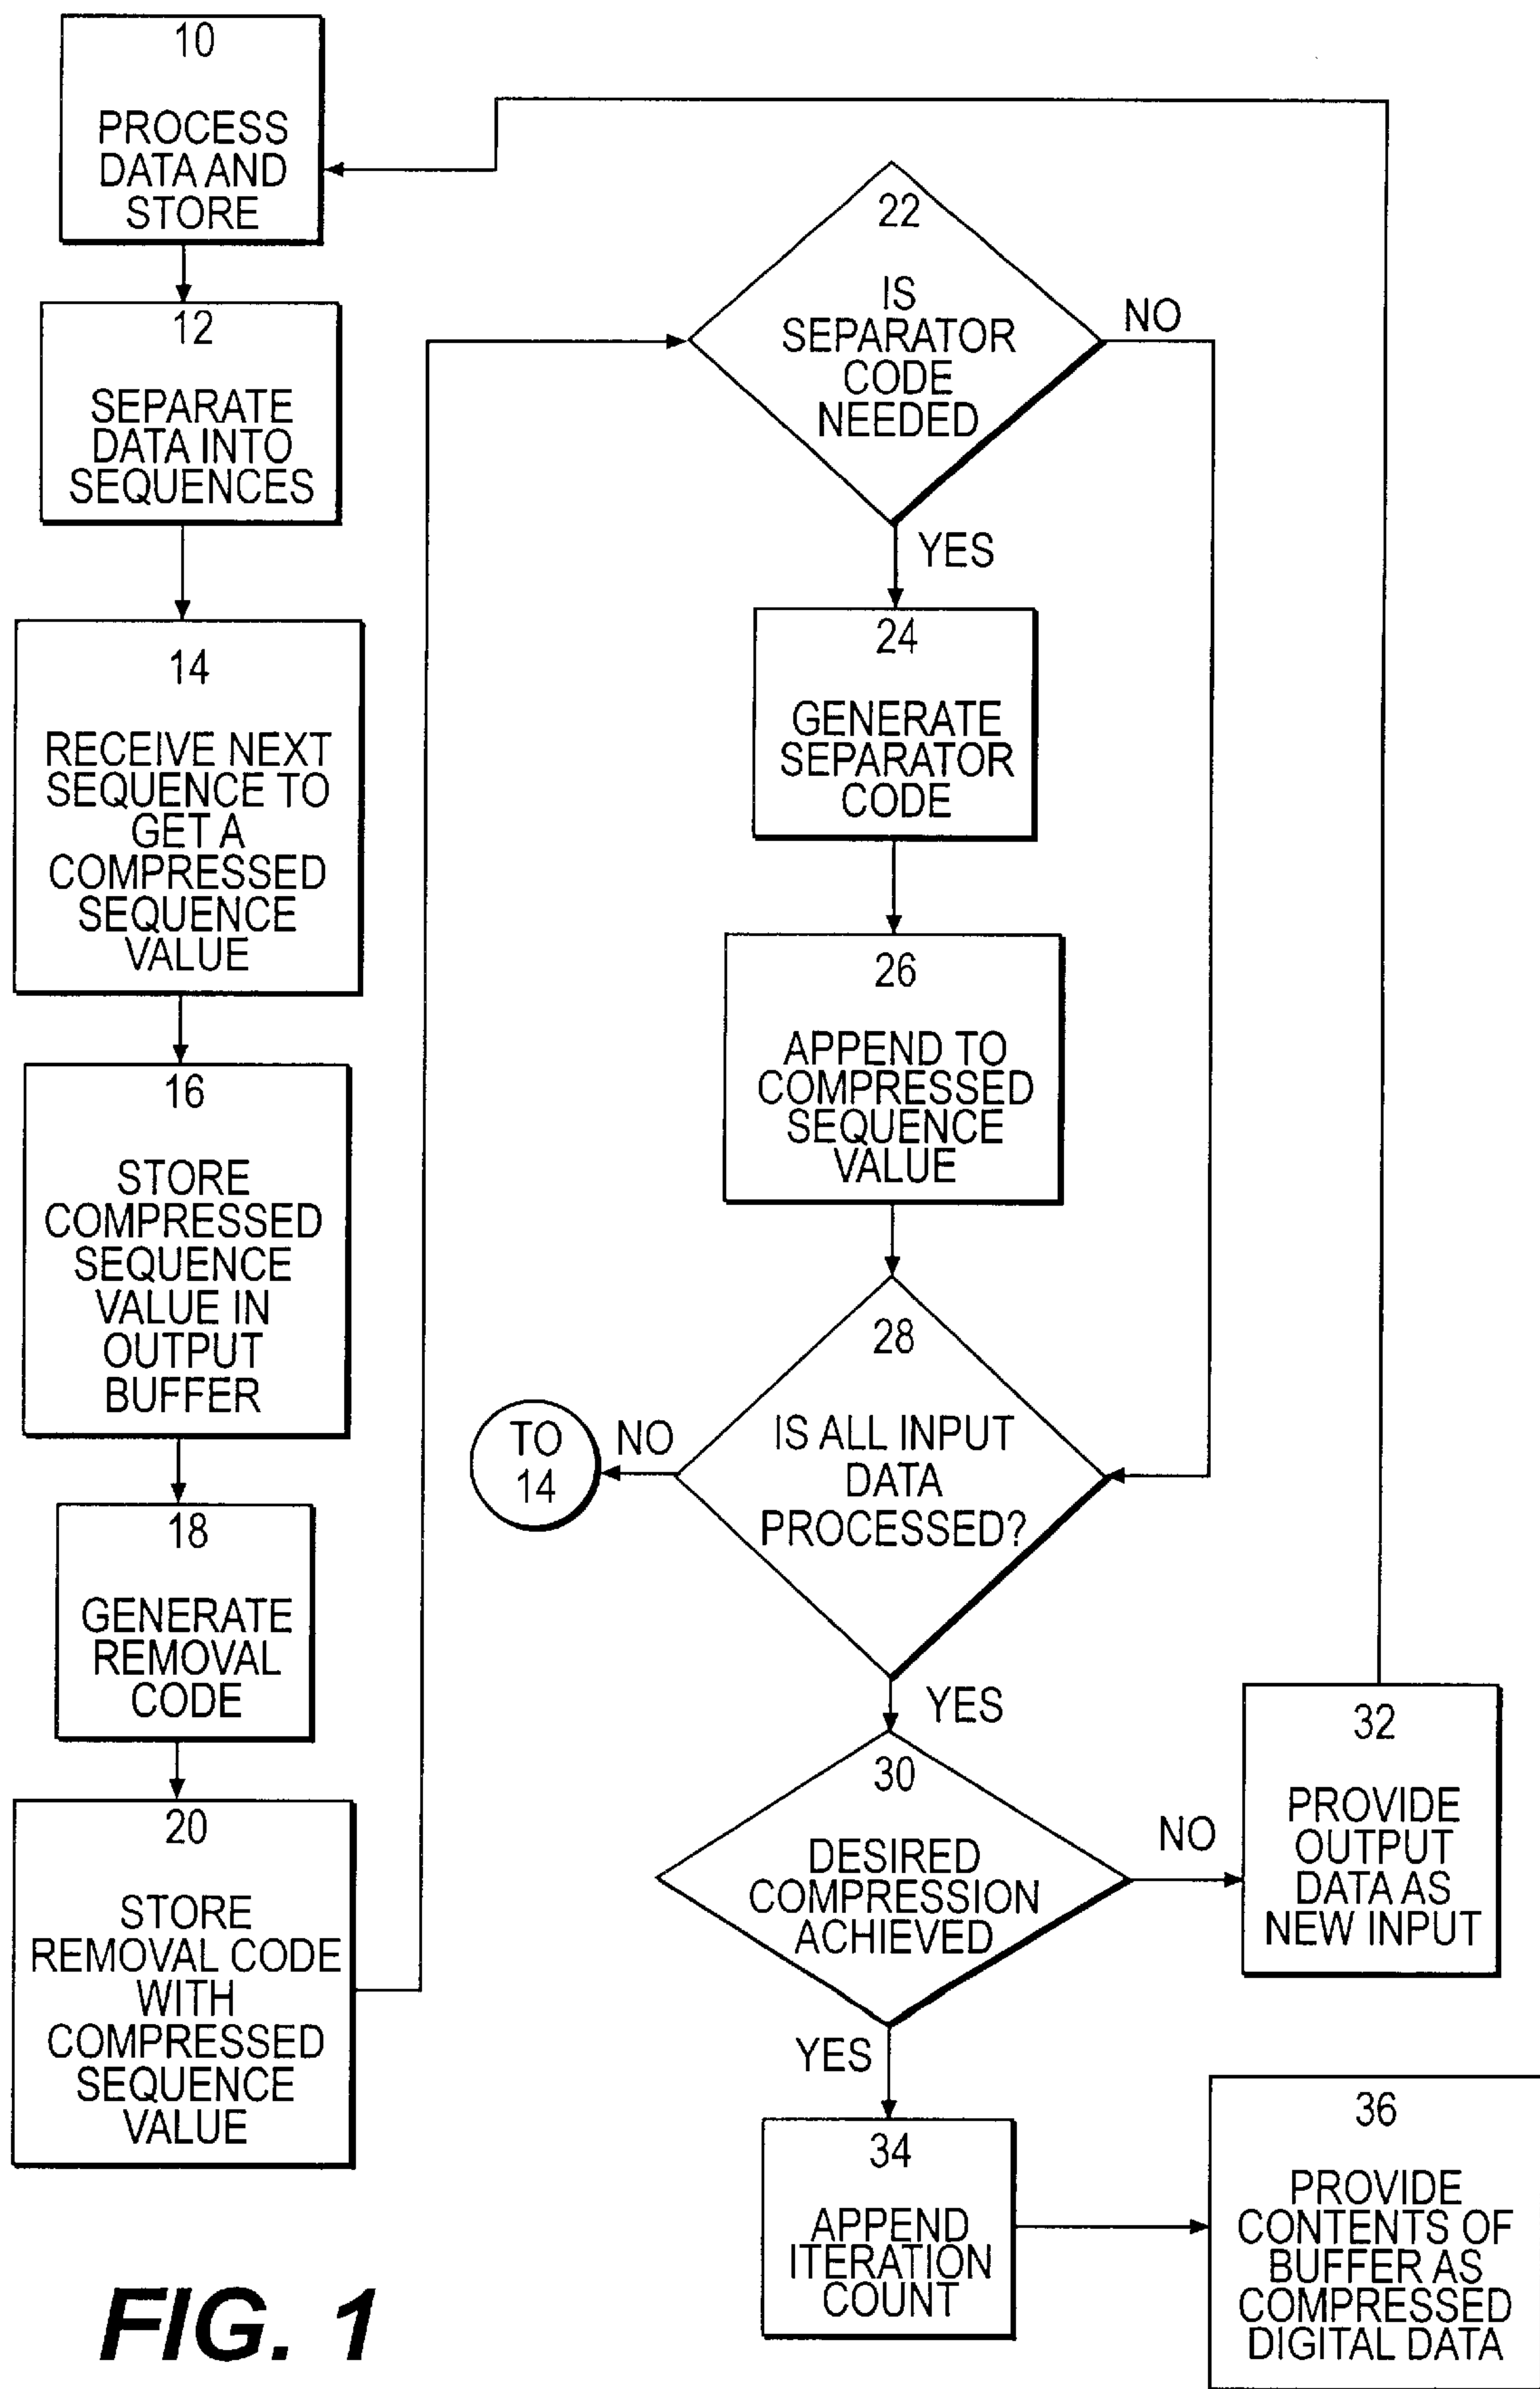 10
PROCESS
DATA AND
STORE
12
SEPARATE
DATA INTO
SEQUENCES
14
RECEIVE NEXT
SEQUENCE TO
GET A
COMPRESSED
SEQUENCE
VALUE
16
STORE
COMPRESSED
SEQUENCE
VALUE IN
OUTPUT
BUFFER
18
GENERATE
REMOVAL
CODE
20
STORE
REMOVAL CODE
WITH
COMPRESSED
SEQUENCE
VALUE
22
IS
SEPARATOR
CODE
NEEDED
NO
YES
24
GENERATE
SEPARATOR
CODE
26
APPEND TO
COMPRESSED
SEQUENCE
VALUE
28
IS ALL INPUT
DATA
PROCESSED?
NO
TO
14
YES
30
DESIRED
COMPRESSION
ACHIEVED
NO
32
PROVIDE
OUTPUT
DATA AS
NEW INPUT
YES
34
APPEND
ITERATION
COUNT
36
PROVIDE
CONTENTS OF
BUFFER AS
COMPRESSED
DIGITAL DATA
FIG. 1